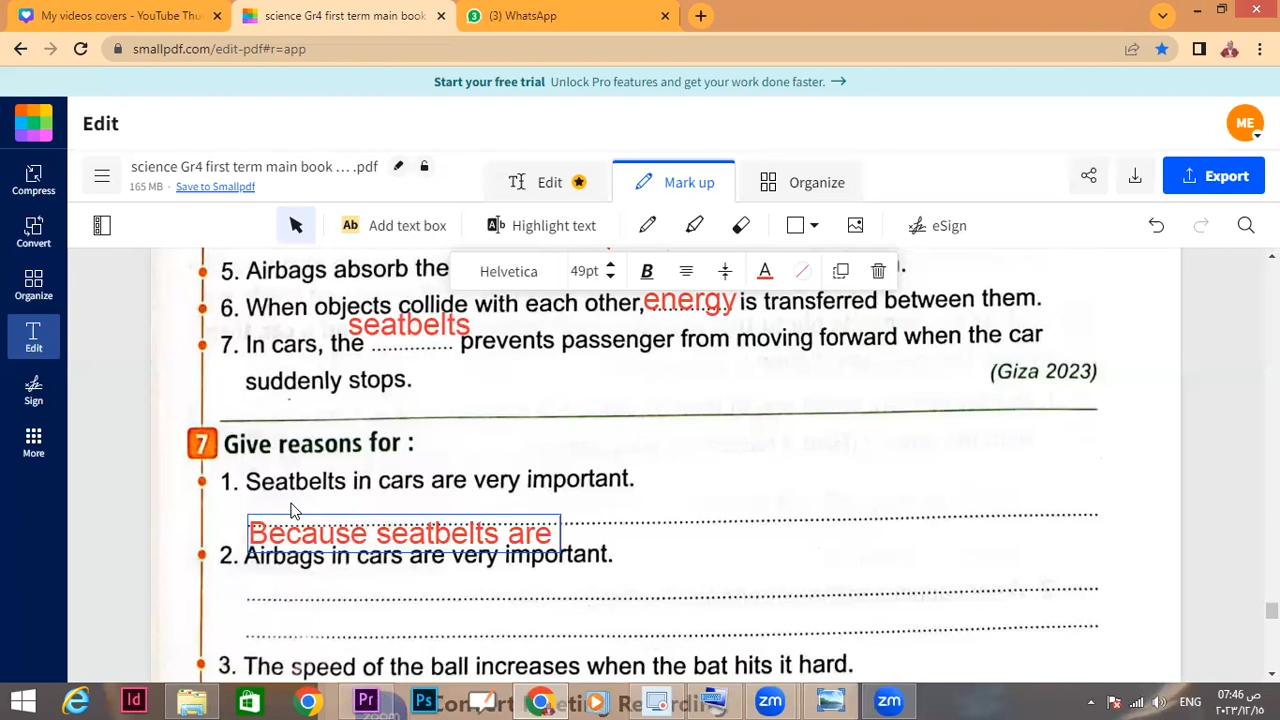 My videos covers - YouTube Thu
science Gr4 first term main book
(3) WhatsApp
smallpdf.com/edit-pdf#r=app
Start your free trial Unlock Pro features and get your work done faster. →
Edit
ME
science Gr4 first term main book ... .pdf
165 MB · Save to Smallpdf
Edit
Mark up
Organize
Export
Add text box
Highlight text
eSign
Helvetica
49pt
B
A
Compress
Convert
Organize
Edit
Sign
More
5. Airbags absorb the
6. When objects collide with each other, energy is transferred between them.
seatbelts
7. In cars, the .............. prevents passenger from moving forward when the car
suddenly stops.
(Giza 2023)
7 Give reasons for :
1. Seatbelts in cars are very important.
Because seatbelts are
2. Airbags in cars are very important.
3. The speed of the ball increases when the bat hits it hard.
zoom
Meeting Recording
ENG
07:46 ص
٢٠٢٣/١٢/١٥